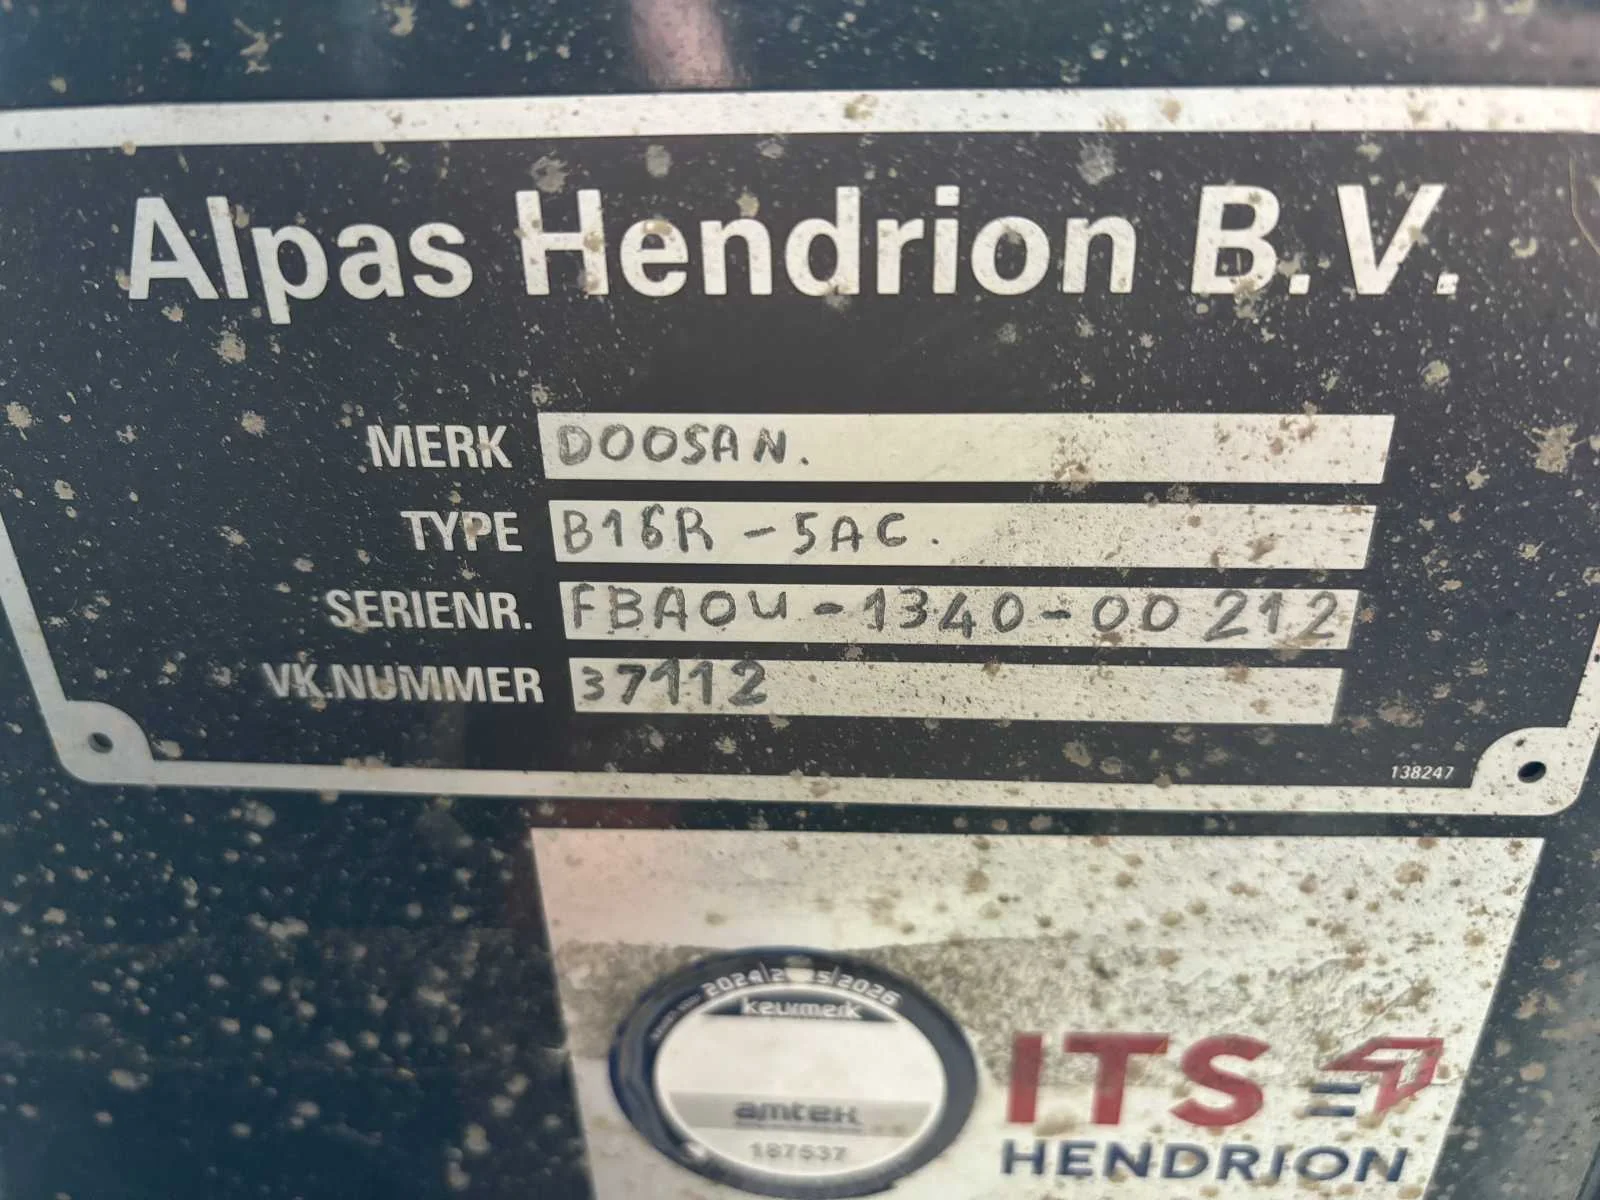 Alpas Hendrion B.V.
MERK DOOSAN.
TYPE B16R-5AC.
SERIENR. FBA0U-1340-00212
VK.NUMMER 37112
138247
2024/2 5/2026
keurmerk
amtek
187537
ITS
HENDRION